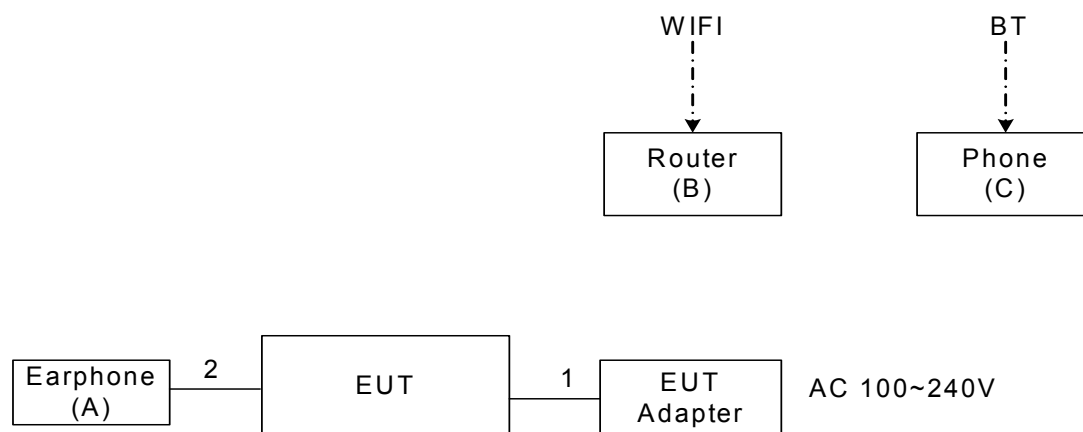 WIFI
BT
Router
(B)
Phone
(C)
Earphone
(A)
2
EUT
1
EUT
Adapter
AC 100~240V